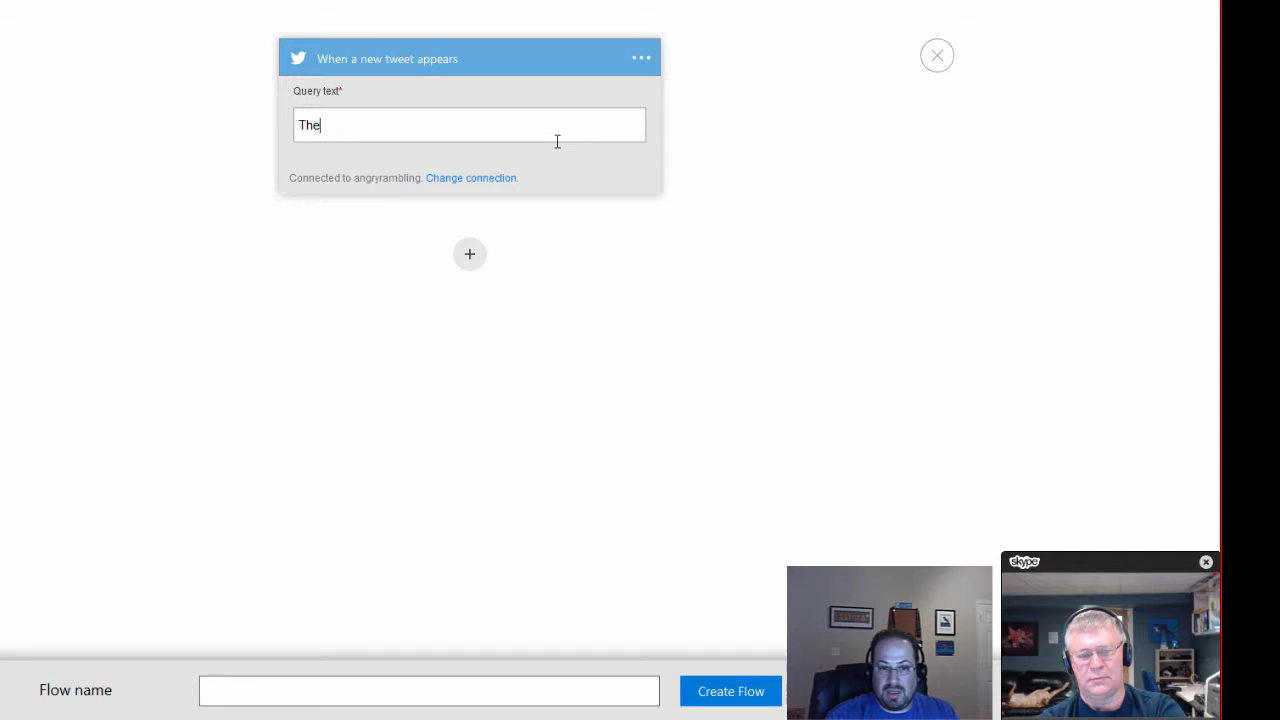 When a new tweet appears
Query text*
The
Connected to angryrambling. Change connection.
skype
Flow name
Create Flow